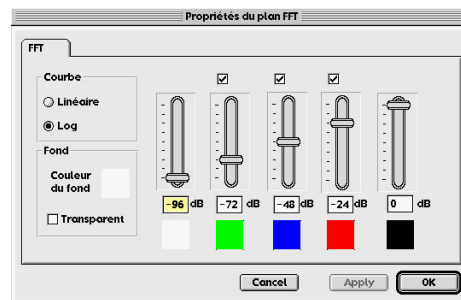 Propriétés du plan FFT
FFT
Courbe
Linéaire
Log
Fond
Couleur
du fond
Transparent
-96 dB -72 dB -48 dB -24 dB 0 dB
Cancel Apply OK